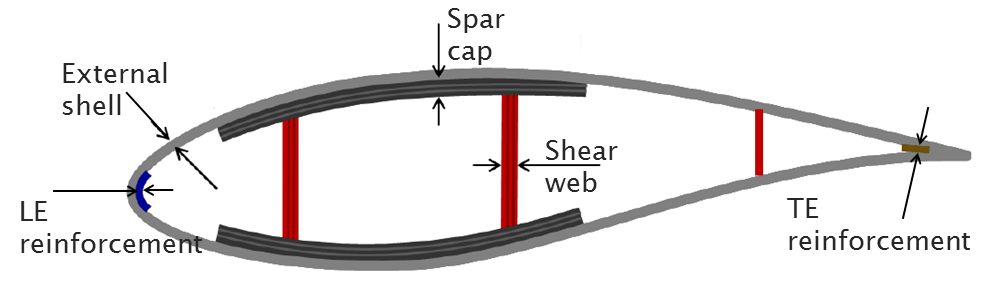 Spar
cap
External
shell
Shear
web
LE
reinforcement
TE
reinforcement